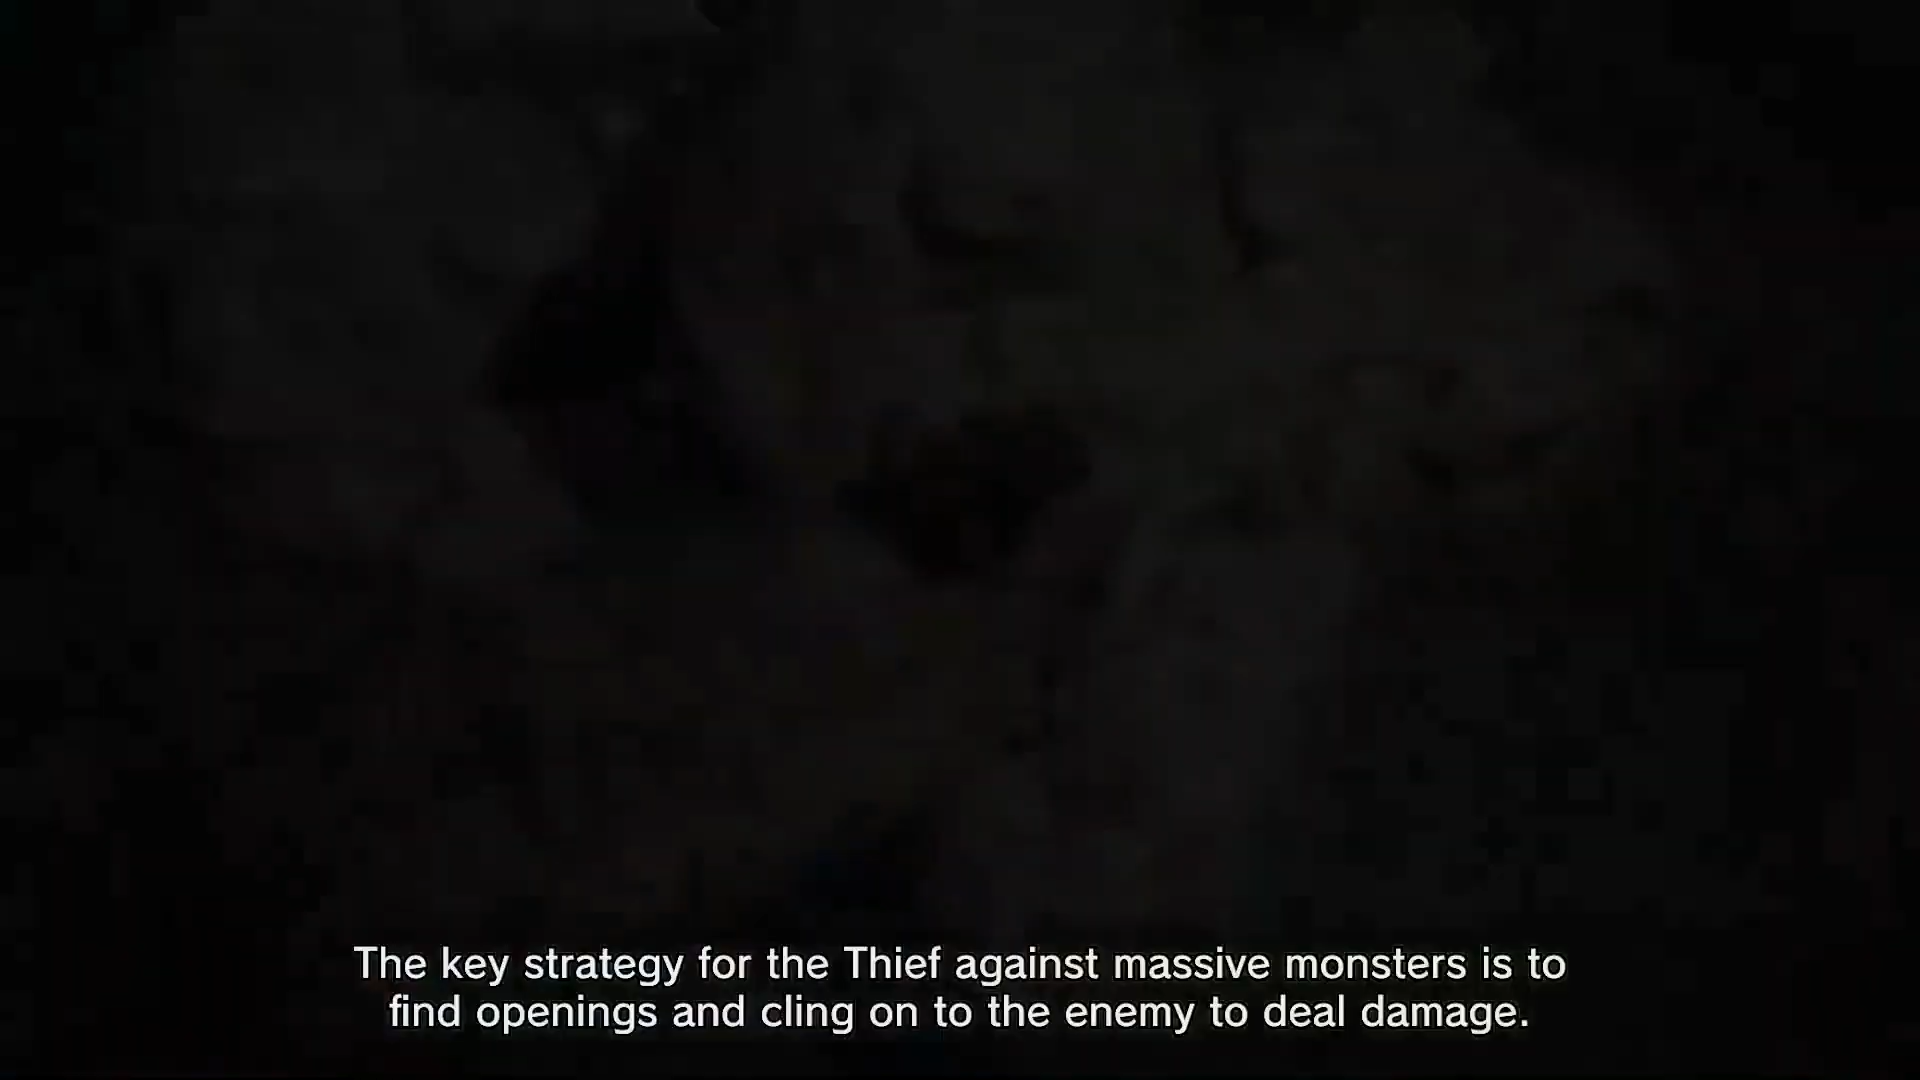 The key strategy for the Thief against massive monsters is to
find openings and cling on to the enemy to deal damage.